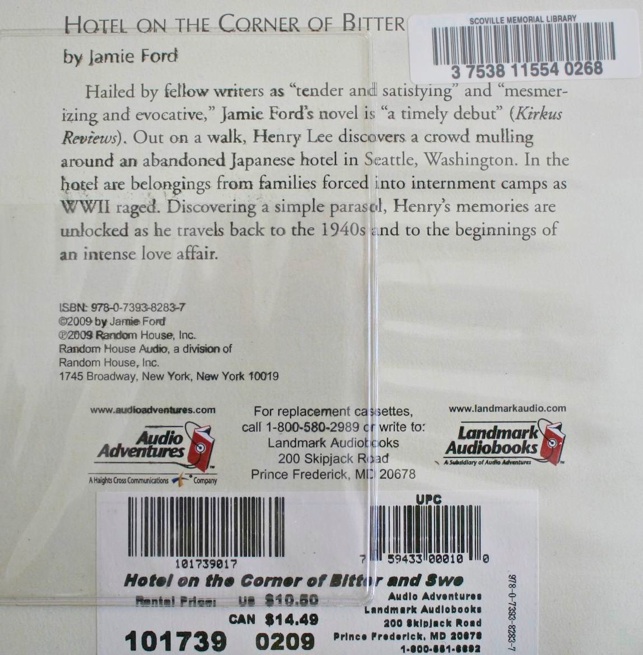 HOTEL ON THE CORNER OF BITTER
SCOVILLE MEMORIAL LIBRARY
3 7538 11554 0268
by Jamie Ford
Hailed by fellow writers as “tender and satisfying” and “mesmer-
izing and evocative,” Jamie Ford’s novel is “a timely debut” (Kirkus
Reviews). Out on a walk, Henry Lee discovers a crowd mulling
around an abandoned Japanese hotel in Seattle, Washington. In the
hotel are belongings from families forced into internment camps as
WWII raged. Discovering a simple parasol, Henry’s memories are
unlocked as he travels back to the 1940s and to the beginnings of
an intense love affair.
ISBN: 978-0-7393-8283-7
©2009 by Jamie Ford
℗2009 Random House, Inc.
Random House Audio, a division of
Random House, Inc.
1745 Broadway, New York, New York 10019
www.audioadventures.com
Audio
Adventures
A Haights Cross Communications Company
For replacement cassettes,
call 1-800-580-2989 or write to:
Landmark Audiobooks
200 Skipjack Road
Prince Frederick, MD 20678
www.landmarkaudio.com
Landmark
Audiobooks
A Subsidiary of Audio Adventures
UPC
101739017
7 59433 00010 0
Hotel on the Corner of Bitter and Swe
Rental Price: US $10.50
CAN $14.49
101739 0209
Audio Adventures
Landmark Audiobooks
200 Skipjack Road
Prince Frederick, MD 20678
1-800-551-6692
978-0-7393-8283-7